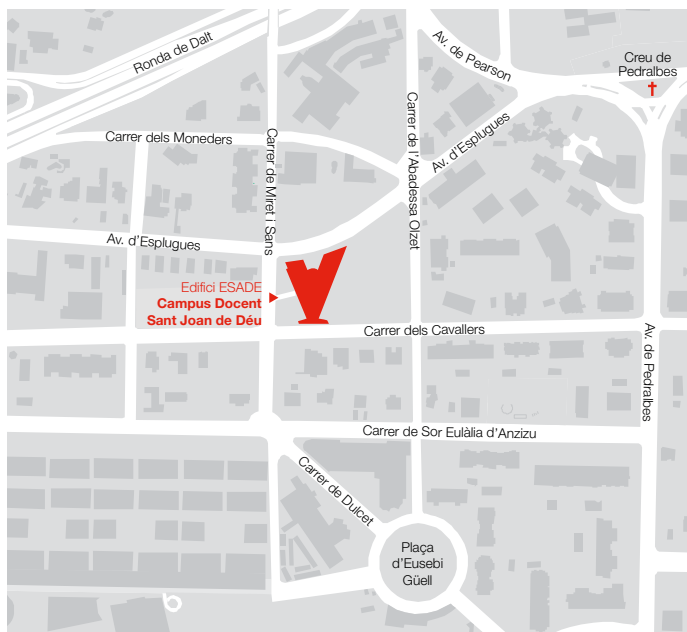 Ronda de Dalt
Av. de Pearson
Creu de
Pedralbes
Carrer dels Moneders
Carrer de Miret i Sans
Carrer de l'Abadessa Olzet
Av. d'Esplugues
Av. d'Esplugues
Edifici ESADE
Campus Docent
Sant Joan de Déu
Carrer dels Cavallers
Av. de Pedralbes
Carrer de Sor Eulàlia d'Anzizu
Carrer de Dulcet
Plaça
d'Eusebi
Güell